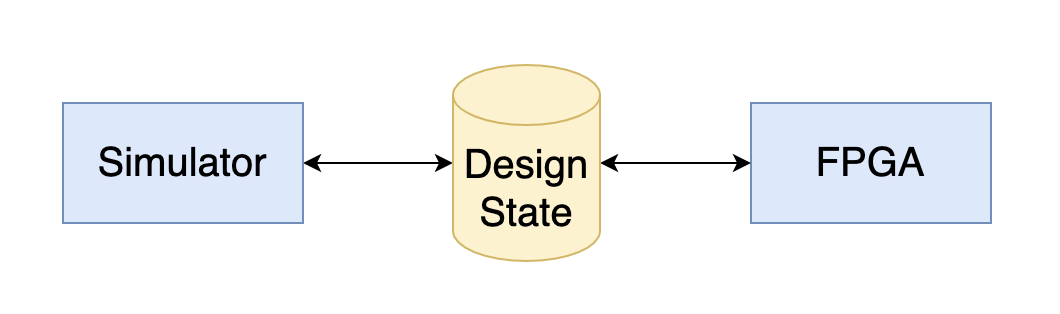 Simulator
Design
State
FPGA